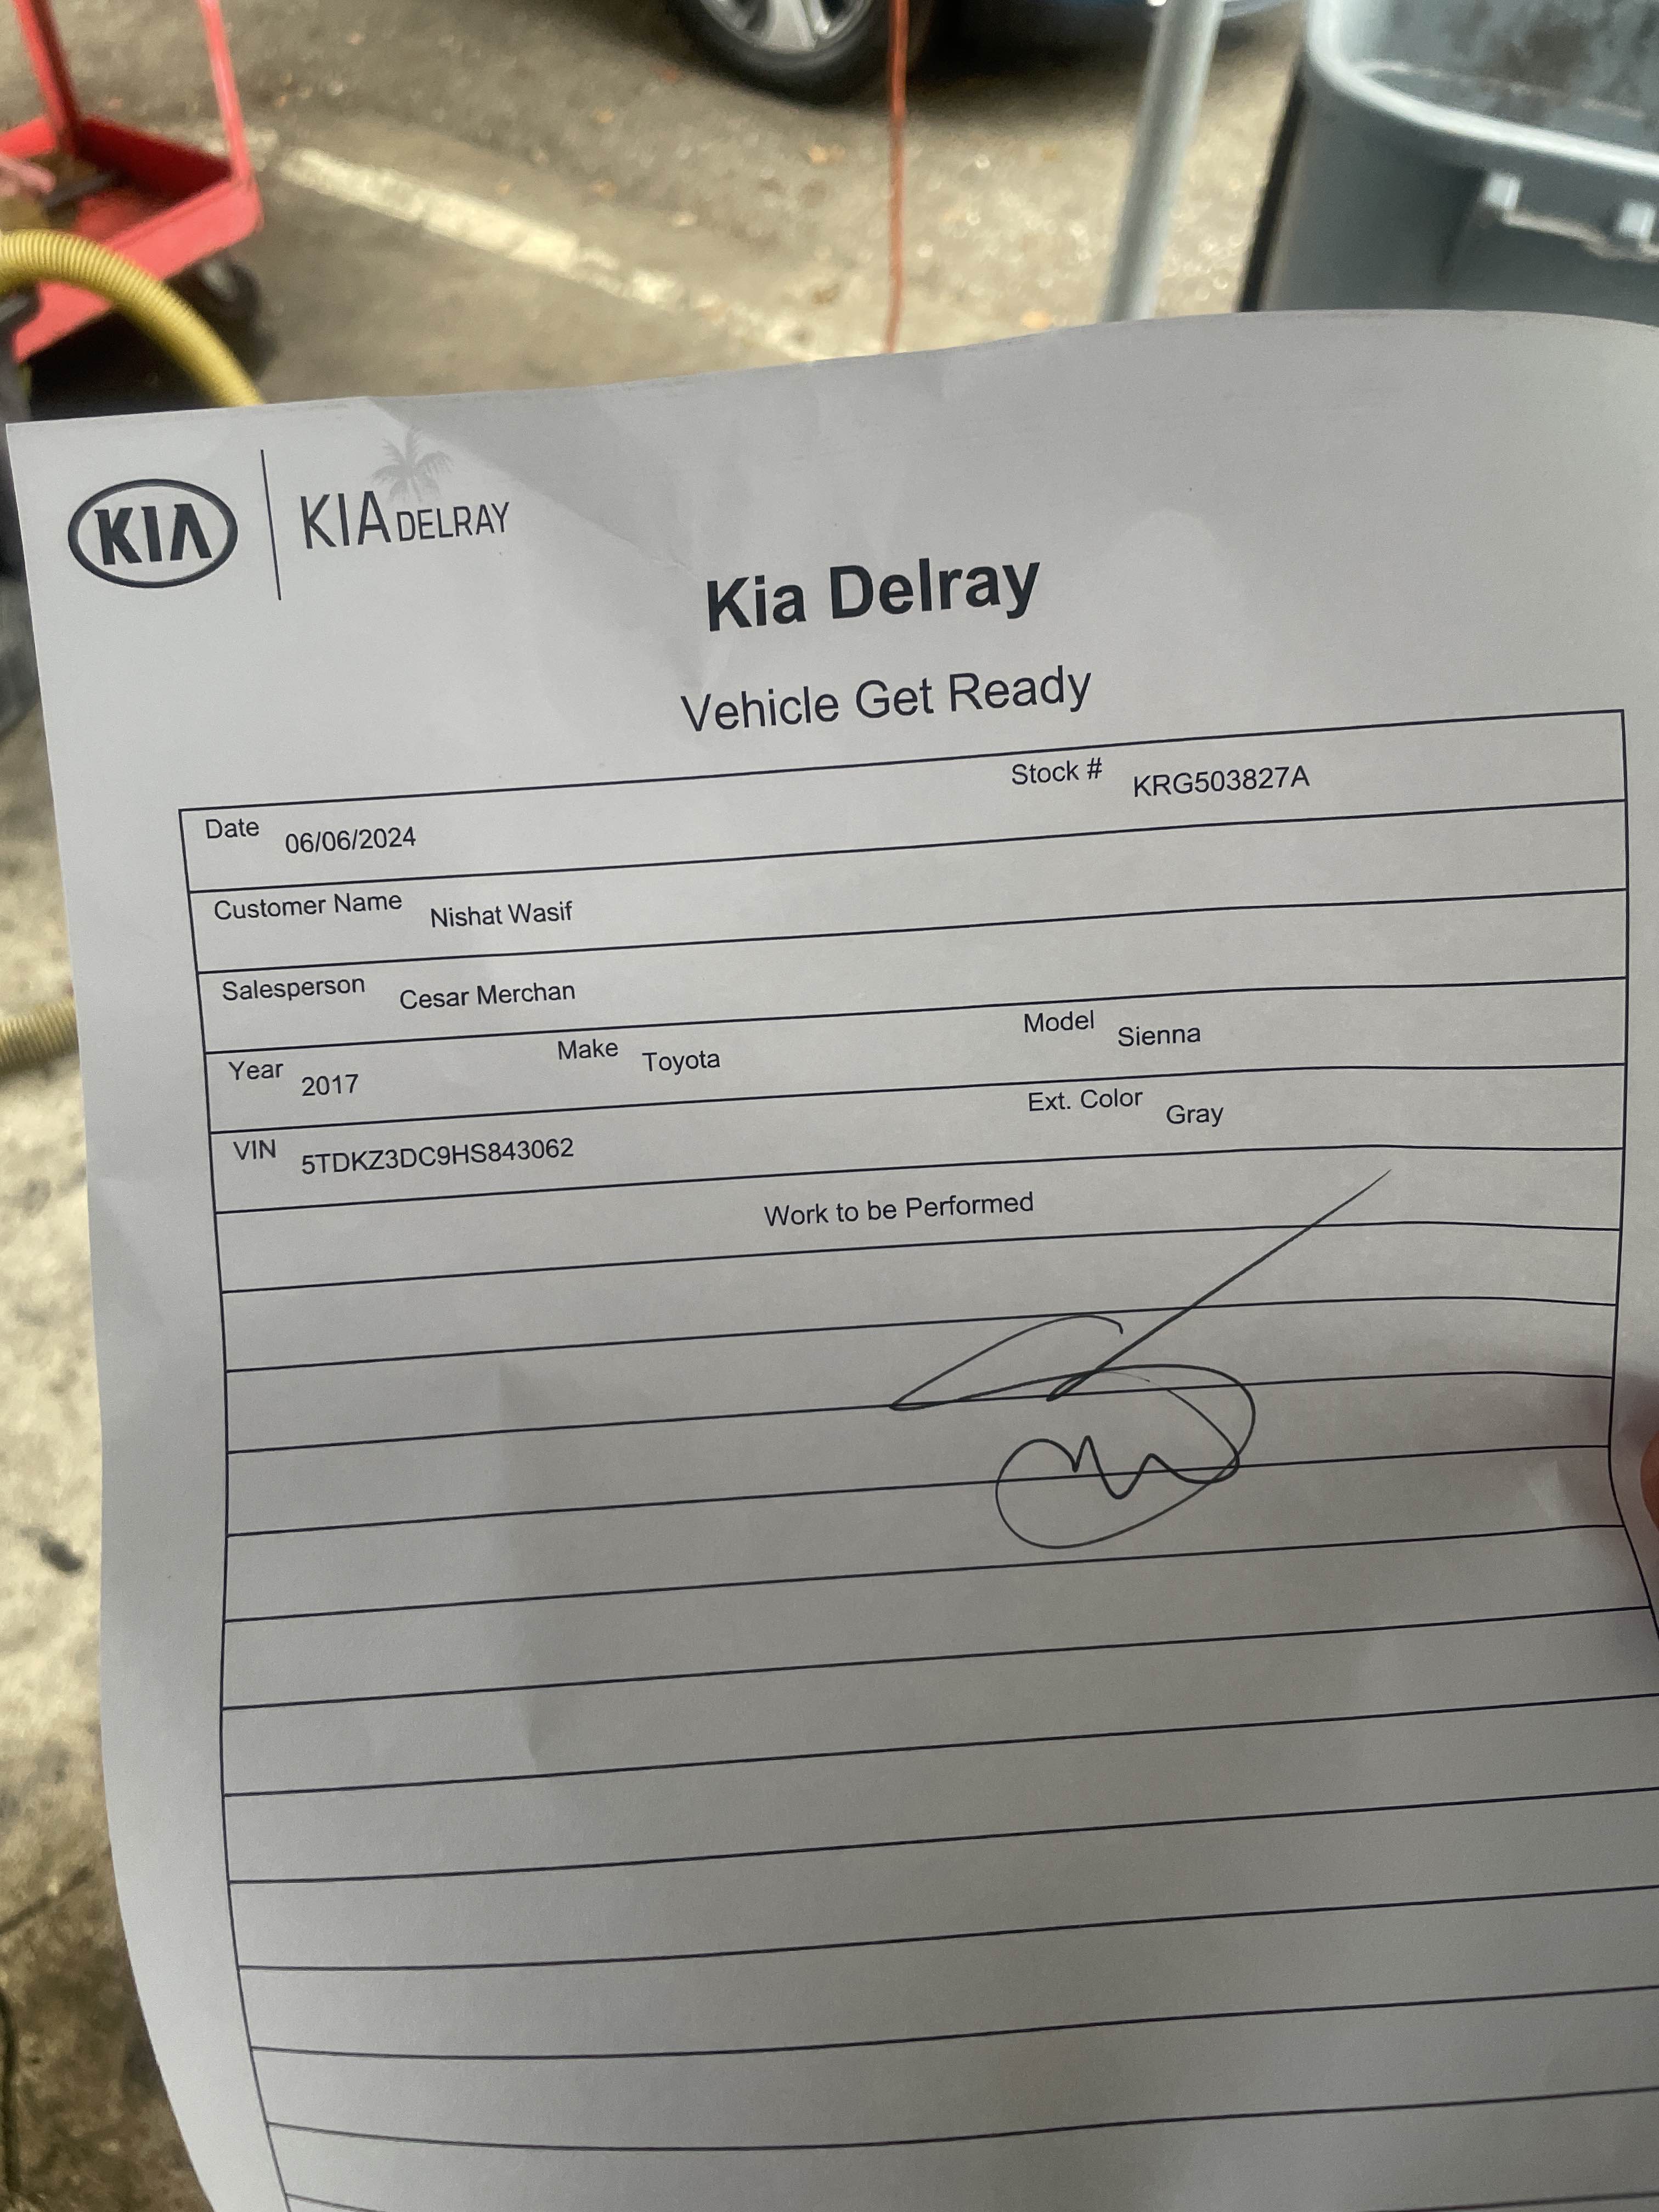 KIA KIA DELRAY
Kia Delray
Vehicle Get Ready
Date 06/06/2024 Stock # KRG503827A
Customer Name Nishat Wasif
Salesperson Cesar Merchan
Year 2017 Make Toyota Model Sienna
VIN 5TDKZ3DC9HS843062 Ext. Color Gray
Work to be Performed